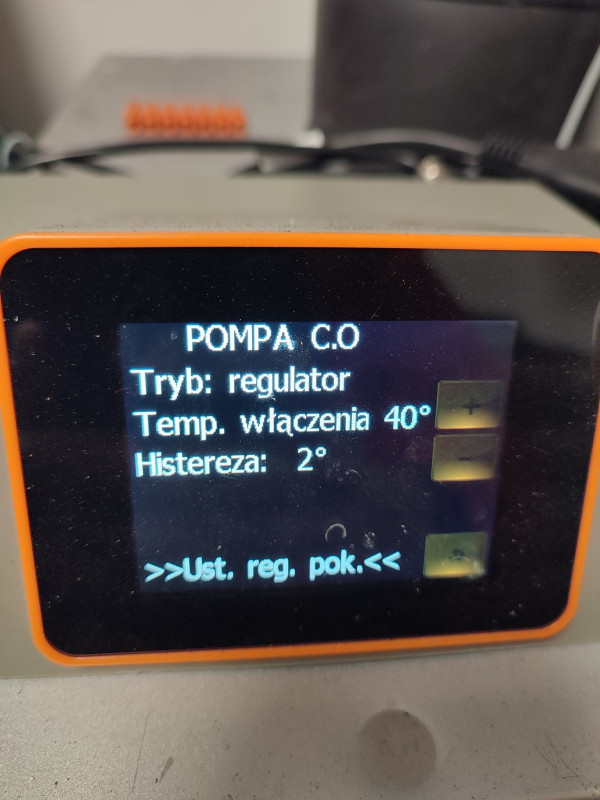 POMPA C.O
Tryb: regulator
Temp. włączenia 40°
+
Histereza: 2°
-
>>Ust. reg. pok.<<